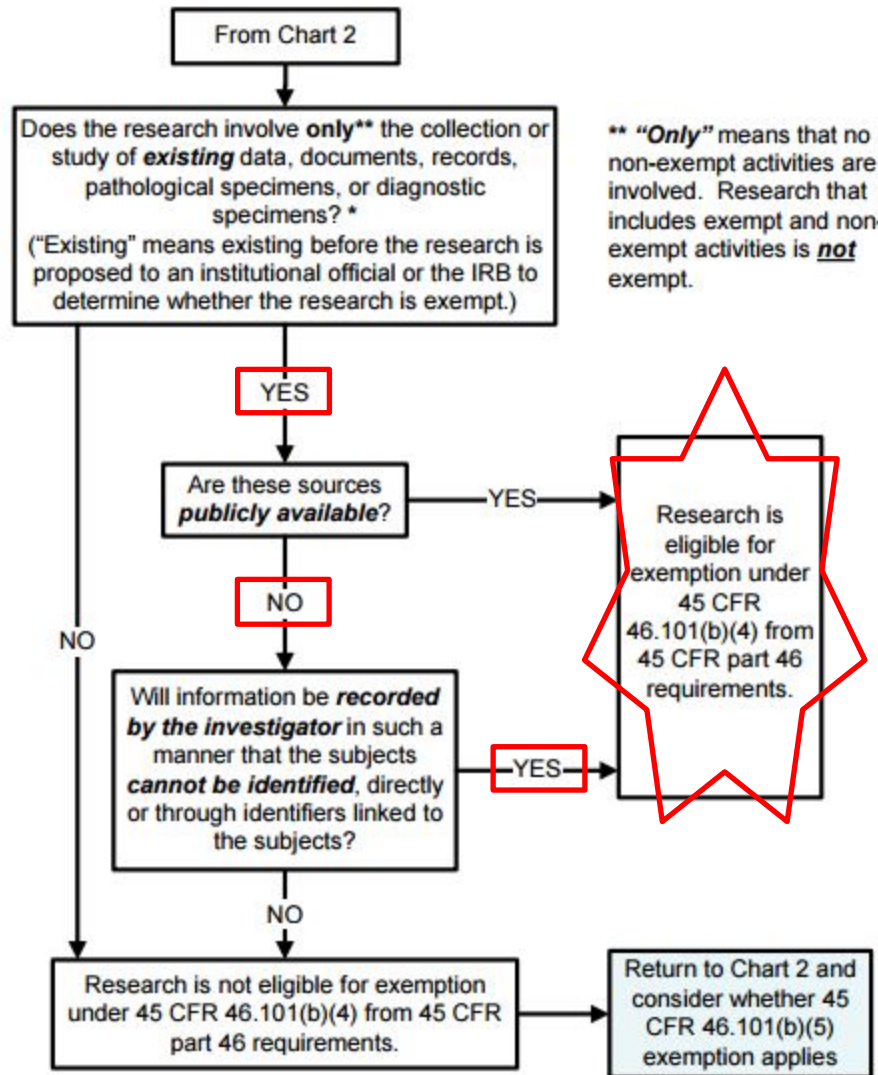 From Chart 2
Does the research involve only** the collection or
study of existing data, documents, records,
pathological specimens, or diagnostic
specimens? *
("Existing" means existing before the research is
proposed to an institutional official or the IRB to
determine whether the research is exempt.)
** "Only" means that no
non-exempt activities are
involved. Research that
includes exempt and non-
exempt activities is not
exempt.
YES
Are these sources
publicly available?
YES
Research is
eligible for
exemption under
45 CFR
46.101(b)(4) from
45 CFR part 46
requirements.
NO
NO
Will information be recorded
by the investigator in such a
manner that the subjects
cannot be identified, directly
or through identifiers linked to
the subjects?
YES
NO
Research is not eligible for exemption
under 45 CFR 46.101(b)(4) from 45 CFR
part 46 requirements.
Return to Chart 2 and
consider whether 45
CFR 46.101(b)(5)
exemption applies